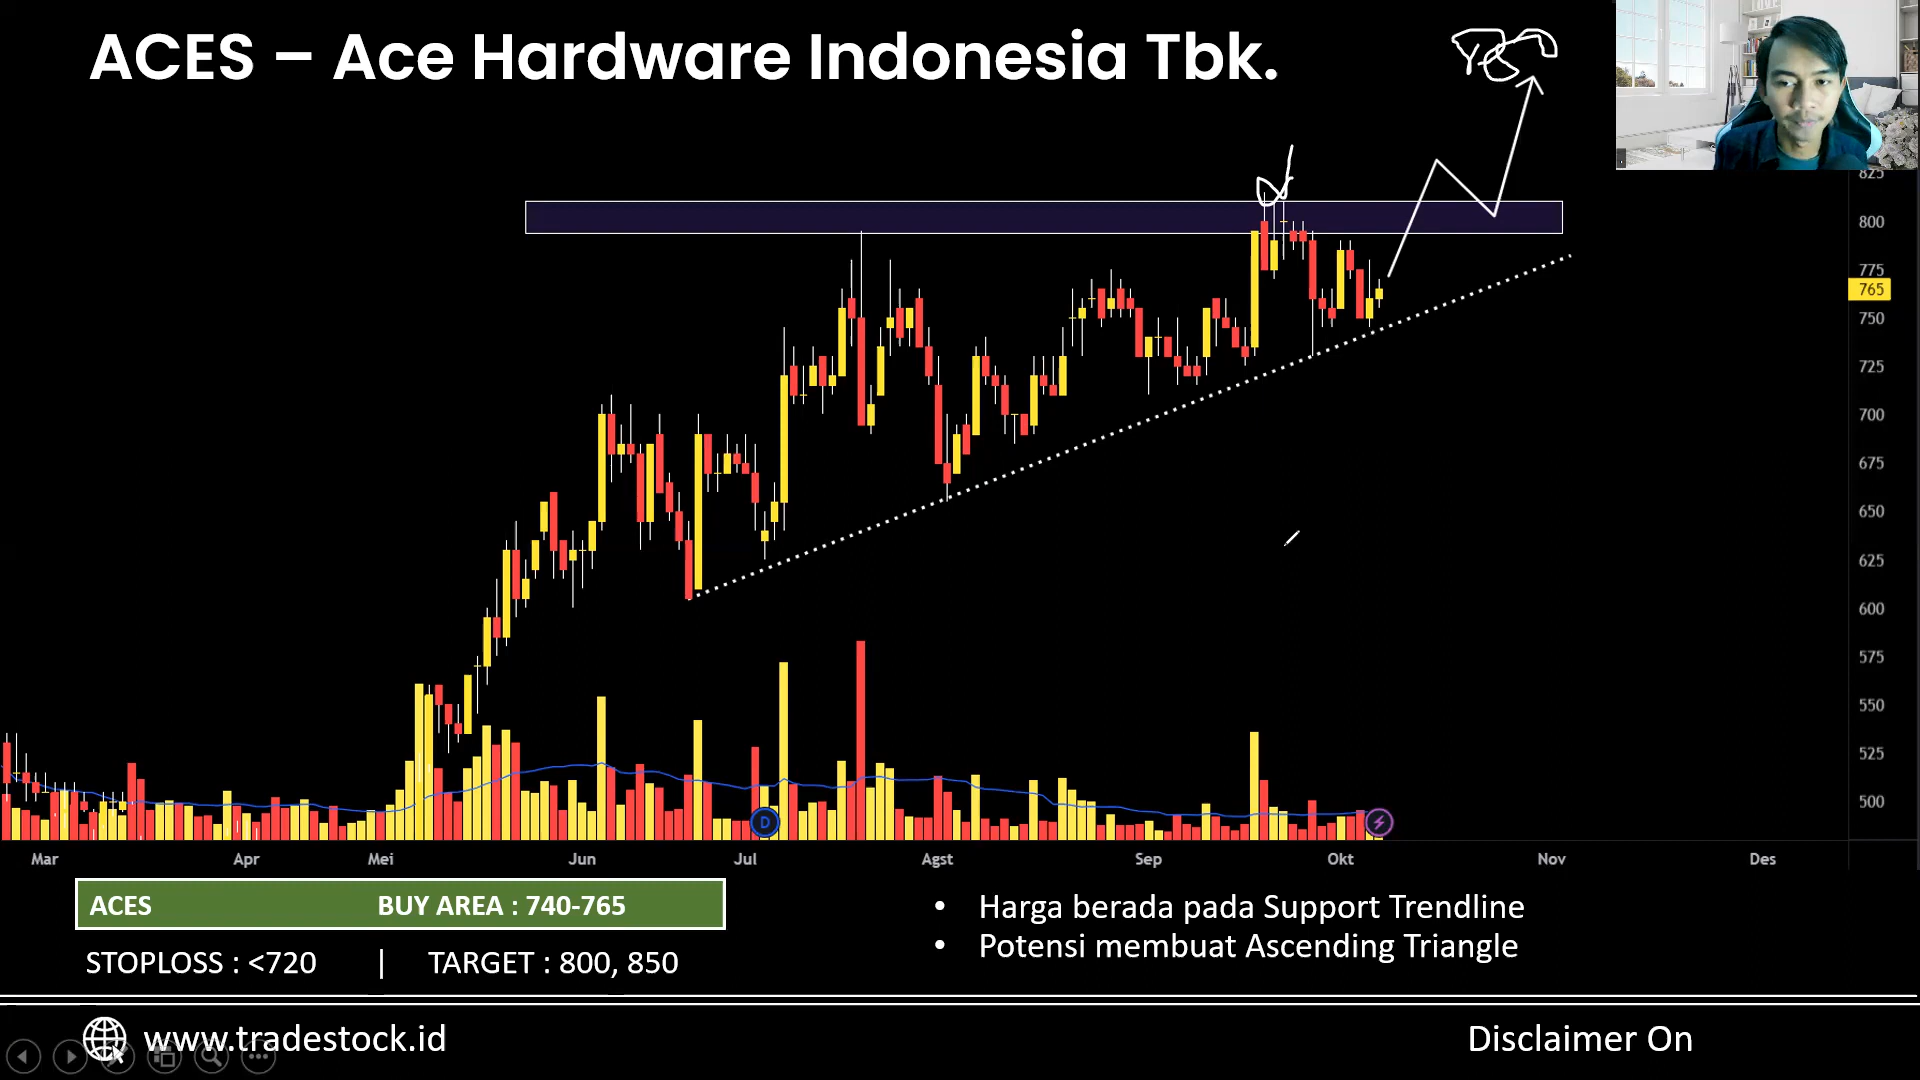 ACES – Ace Hardware Indonesia Tbk.
825
800
775
765
750
725
700
675
650
625
600
575
550
525
500
D
Mar Apr Mei Jun Jul Agst Sep Okt Nov Des
ACES BUY AREA : 740-765
STOPLOSS : <720 | TARGET : 800, 850
• Harga berada pada Support Trendline
• Potensi membuat Ascending Triangle
www.tradestock.id
Disclaimer On